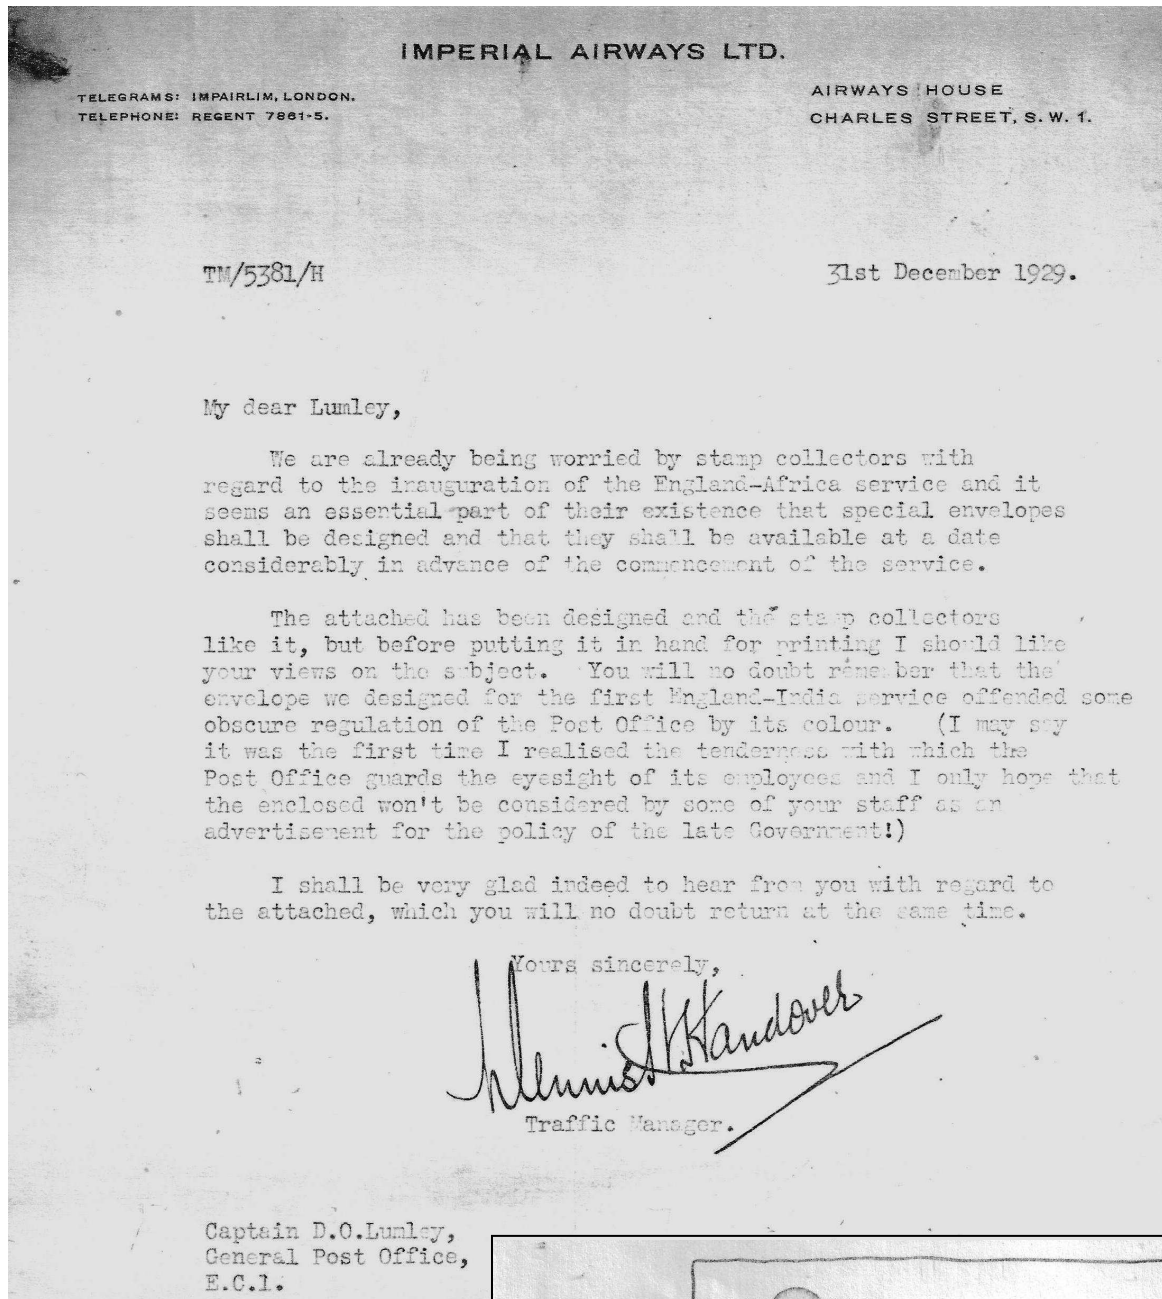 IMPERIAL AIRWAYS LTD.
TELEGRAMS: IMPAIRLIM, LONDON.
TELEPHONE: REGENT 7861-5.
AIRWAYS HOUSE
CHARLES STREET, S.W.1.
TM/5381/H
31st December 1929.
My dear Lumley,
We are already being worried by stamp collectors with
regard to the inauguration of the England-Africa service and it
seems an essential part of their existence that special envelopes
shall be designed and that they shall be available at a date
considerably in advance of the commencement of the service.
The attached has been designed and the stamp collectors
like it, but before putting it in hand for printing I should like
your views on the subject. You will no doubt remember that the
envelope we designed for the first England-India service offended some
obscure regulation of the Post Office by its colour. (I may say
it was the first time I realised the tenderness with which the
Post Office guards the eyesight of its employees and I only hope that
the enclosed won't be considered by some of your staff as an
advertisement for the policy of the late Government!)
I shall be very glad indeed to hear from you with regard to
the attached, which you will no doubt return at the same time.
Yours sincerely,
Dennis H. Handover
Traffic Manager.
Captain D.O.Lumley,
General Post Office,
E.C.1.